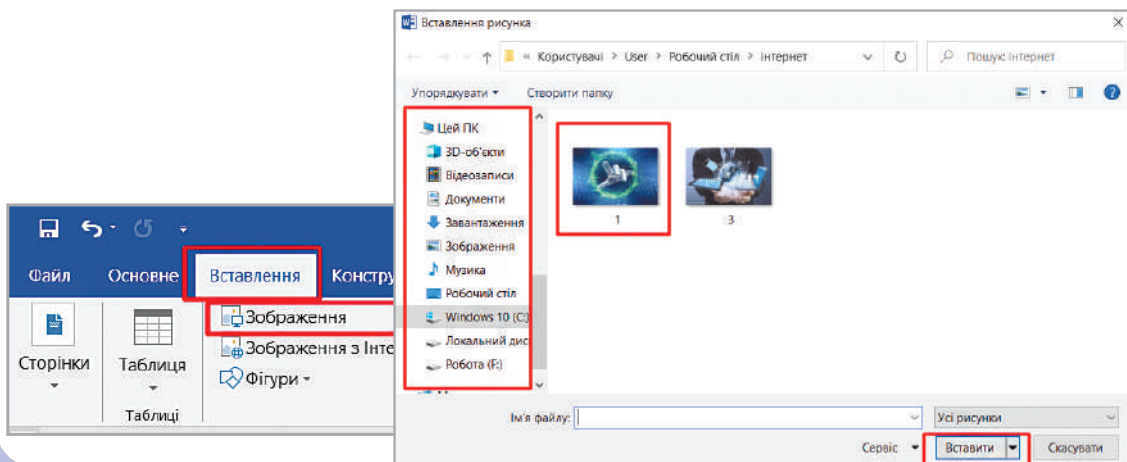 Вставлення рисунка
« Користувачі > User > Робочий стіл > Інтернет
Пошук: Інтернет
Упорядкувати
Створити папку
Цей ПК
3D-об'єкти
Відеозаписи
Документи
Завантаження
Зображення
Музика
Робочий стіл
Windows 10 (C:)
Локальний дис
Робота (F:)
1
3
Ім'я файлу:
Усі рисунки
Сервіс
Вставити
Скасувати
Файл
Основне
Вставлення
Констру
Сторінки
Таблиця
Таблиці
Зображення
Зображення з Інте
Фігури